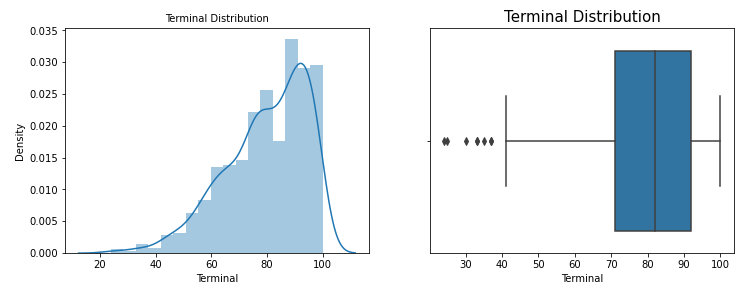 Terminal Distribution
0.035
0.030
0.025
0.020
0.015
0.010
0.005
0.000
Density
20 40 60 80 100
Terminal
Terminal Distribution
30 40 50 60 70 80 90 100
Terminal